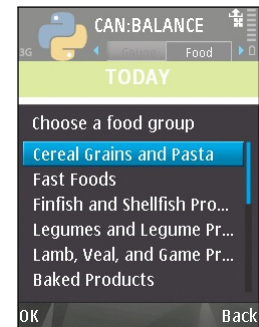 CAN:BALANCE
3G
Food
TODAY
Choose a food group
Cereal Grains and Pasta
Fast Foods
Finfish and Shellfish Pro...
Legumes and Legume Pr...
Lamb, Veal, and Game Pr...
Baked Products
OK Back